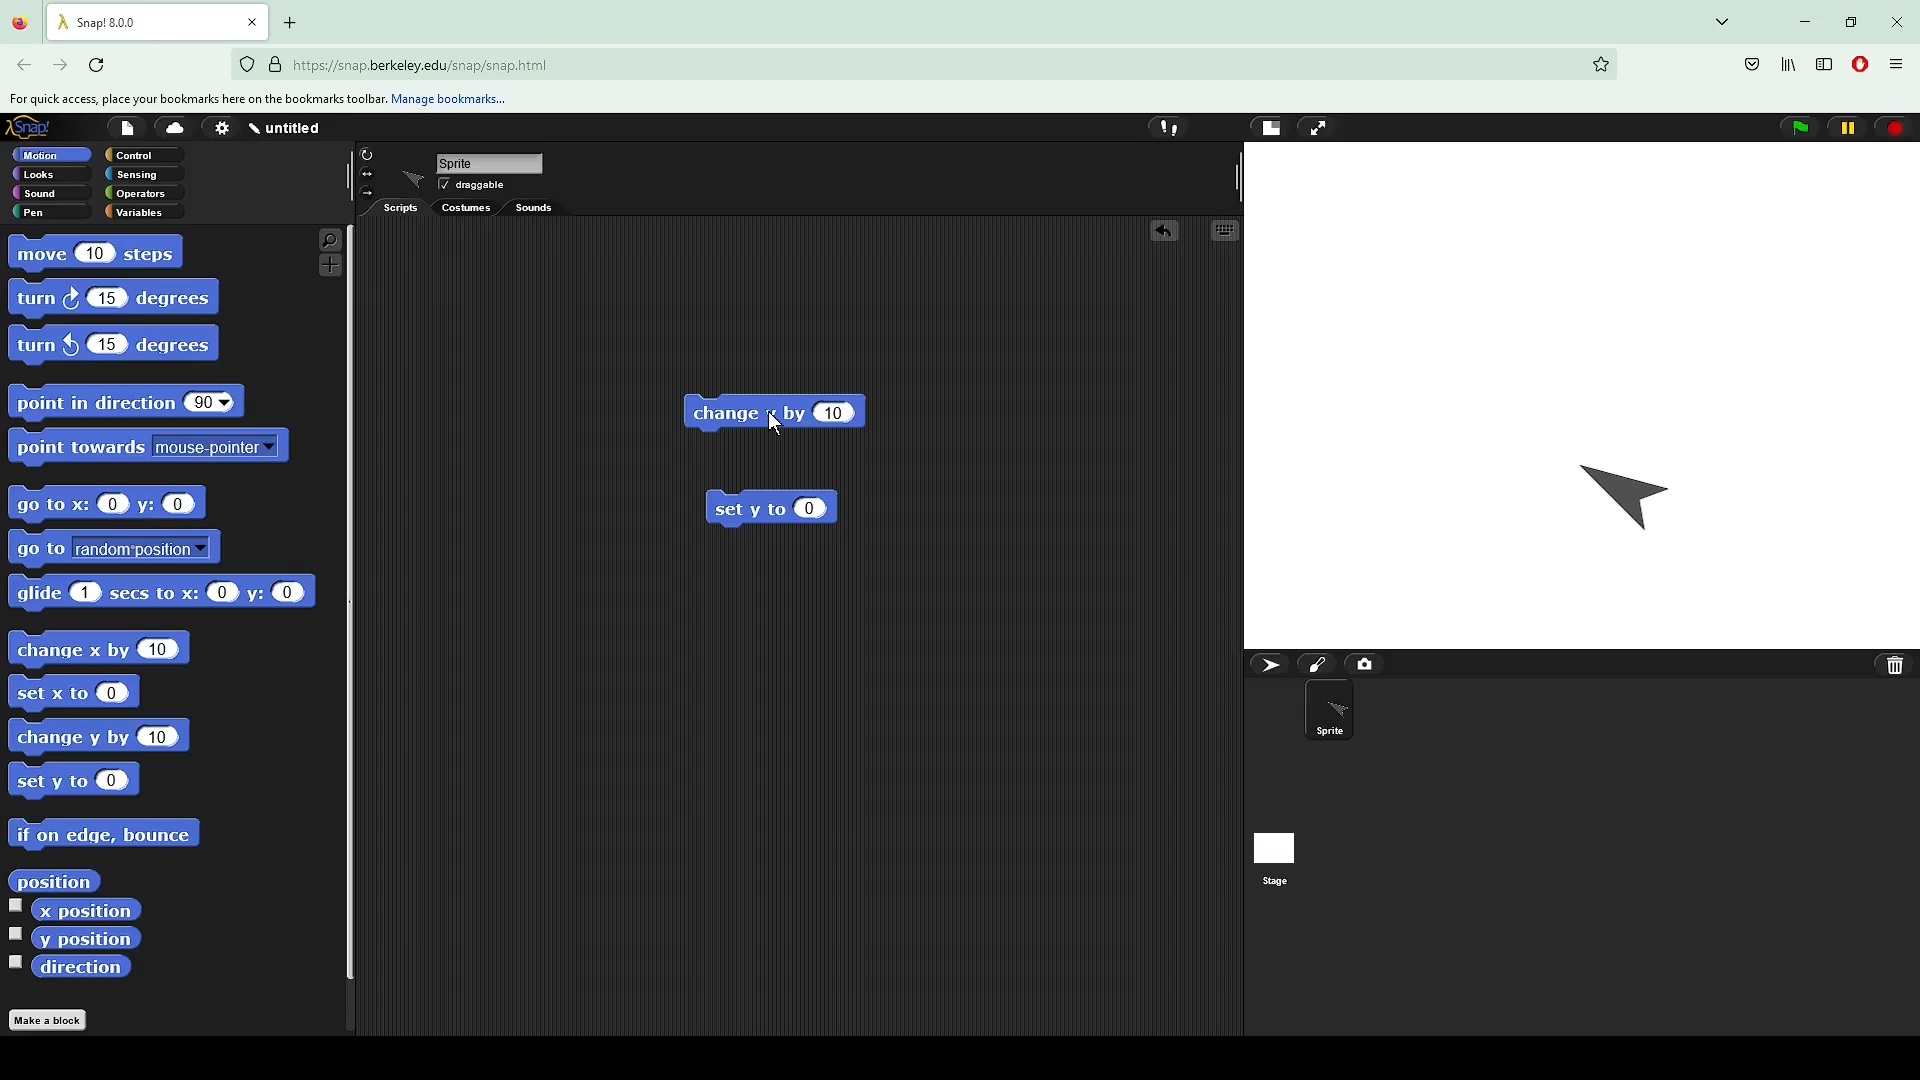 Snap! 8.0.0
https://snap.berkeley.edu/snap/snap.html
For quick access, place your bookmarks here on the bookmarks toolbar. Manage bookmarks...
Snap!
untitled
Motion
Control
Looks
Sensing
Sound
Operators
Pen
Variables
Sprite
draggable
Scripts
Costumes
Sounds
move 10 steps
turn 15 degrees
turn 15 degrees
point in direction 90
point towards mouse-pointer
go to x: 0 y: 0
go to random position
glide 1 secs to x: 0 y: 0
change x by 10
set x to 0
change y by 10
set y to 0
if on edge, bounce
position
x position
y position
direction
Make a block
change y by 10
set y to 0
Sprite
Stage